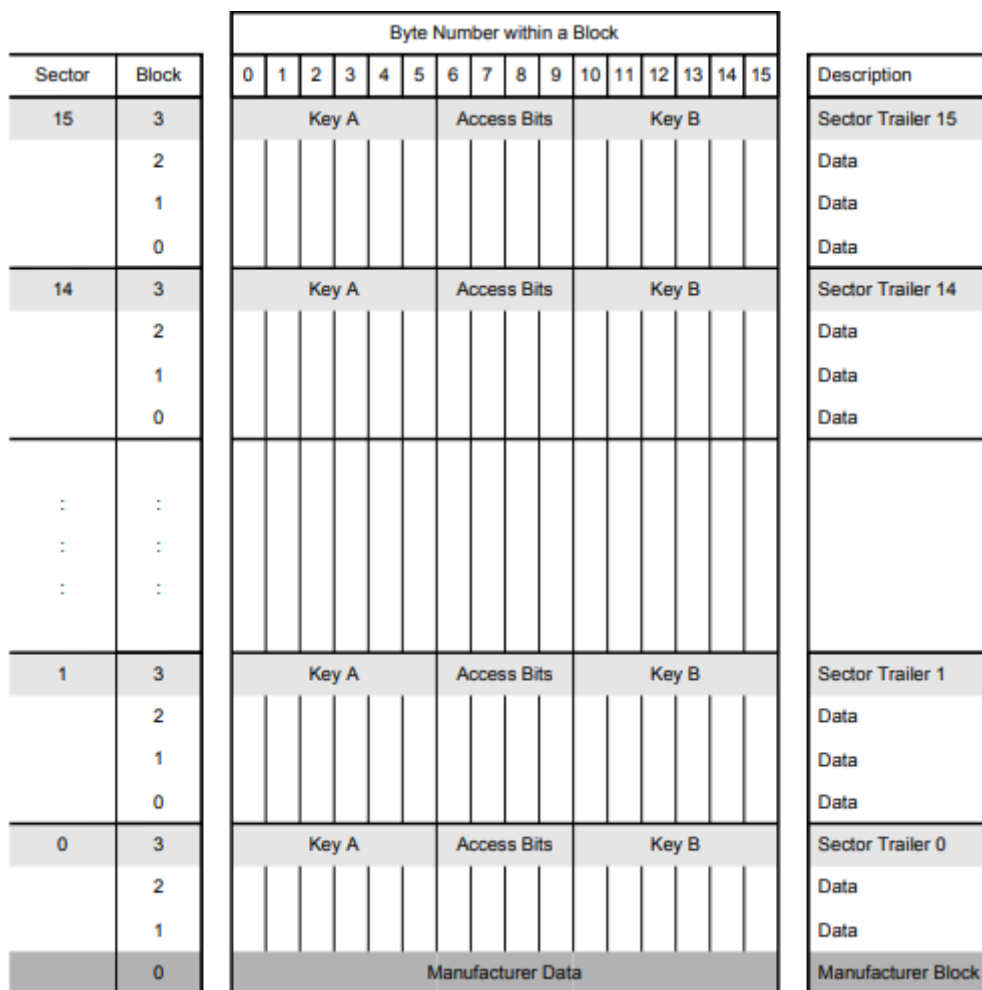 Byte Number within a Block
Sector Block 0 1 2 3 4 5 6 7 8 9 10 11 12 13 14 15 Description
15 3 Key A Access Bits Key B Sector Trailer 15
2 Data
1 Data
0 Data
14 3 Key A Access Bits Key B Sector Trailer 14
2 Data
1 Data
0 Data
: :
: :
: :
1 3 Key A Access Bits Key B Sector Trailer 1
2 Data
1 Data
0 Data
0 3 Key A Access Bits Key B Sector Trailer 0
2 Data
1 Data
0 Manufacturer Data Manufacturer Block